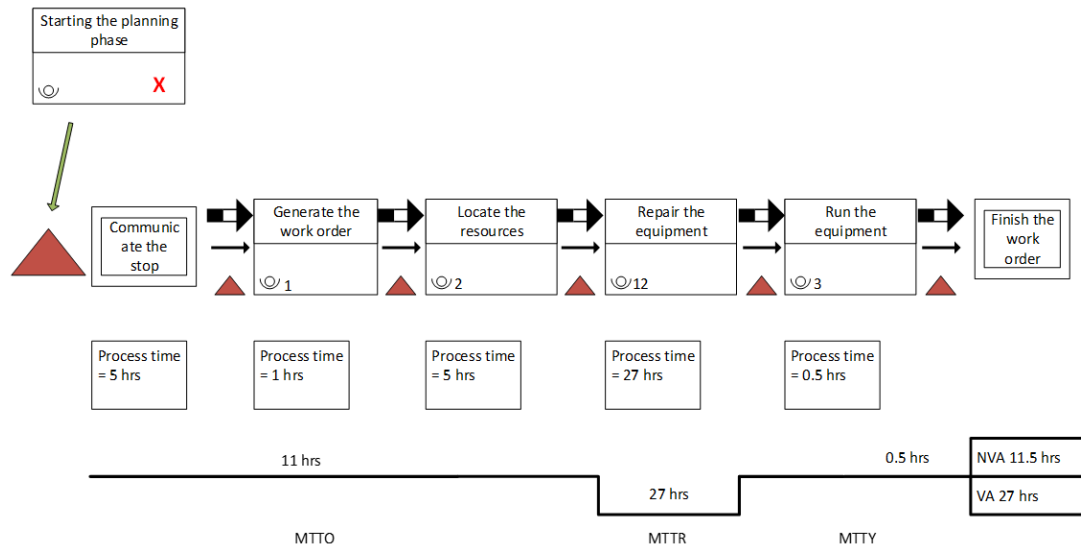 Starting the planning
phase
X
Communic
ate the
stop
Generate the
work order
1
Locate the
resources
2
Repair the
equipment
12
Run the
equipment
3
Finish the
work
order
Process time
= 5 hrs
Process time
= 1 hrs
Process time
= 5 hrs
Process time
= 27 hrs
Process time
= 0.5 hrs
11 hrs
27 hrs
0.5 hrs
NVA 11.5 hrs
VA 27 hrs
MTTO
MTTR
MTTY